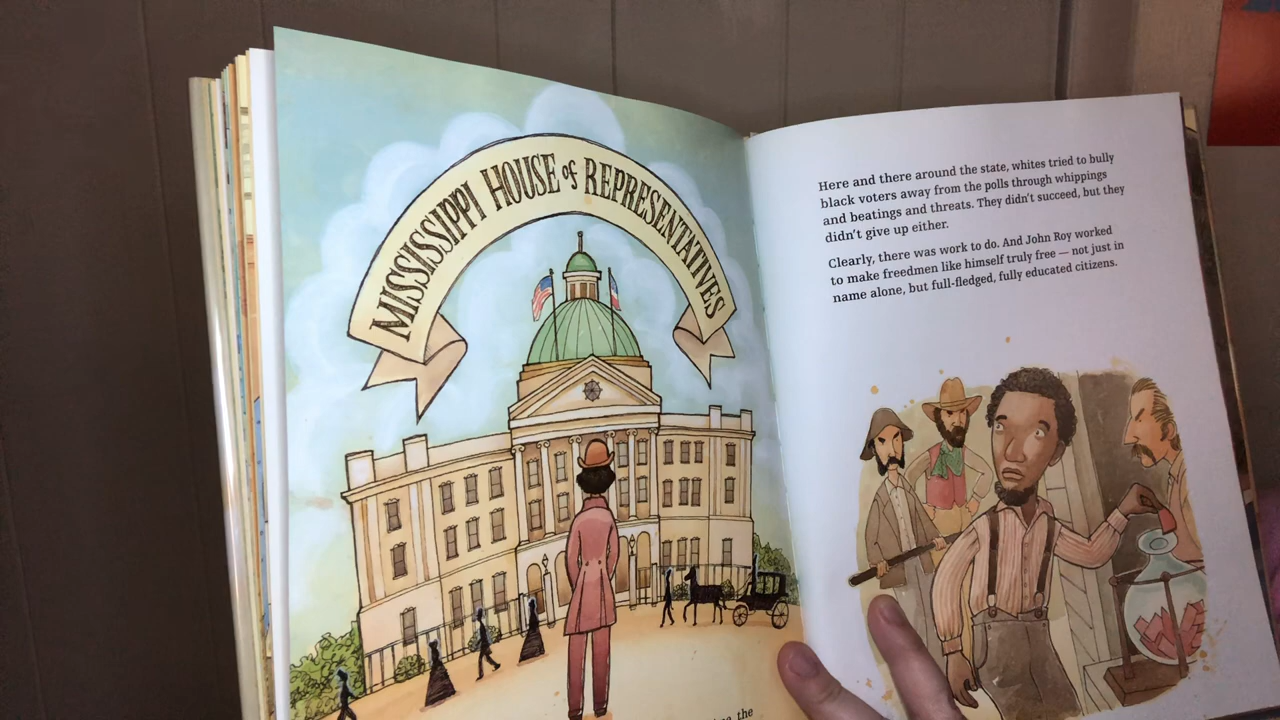 MISSISSIPPI HOUSE of REPRESENTATIVES
the
Here and there around the state, whites tried to bully
black voters away from the polls through whippings
and beatings and threats. They didn't succeed, but they
didn't give up either.
Clearly, there was work to do. And John Roy worked
to make freedmen like himself truly free — not just in
name alone, but full-fledged, fully educated citizens.